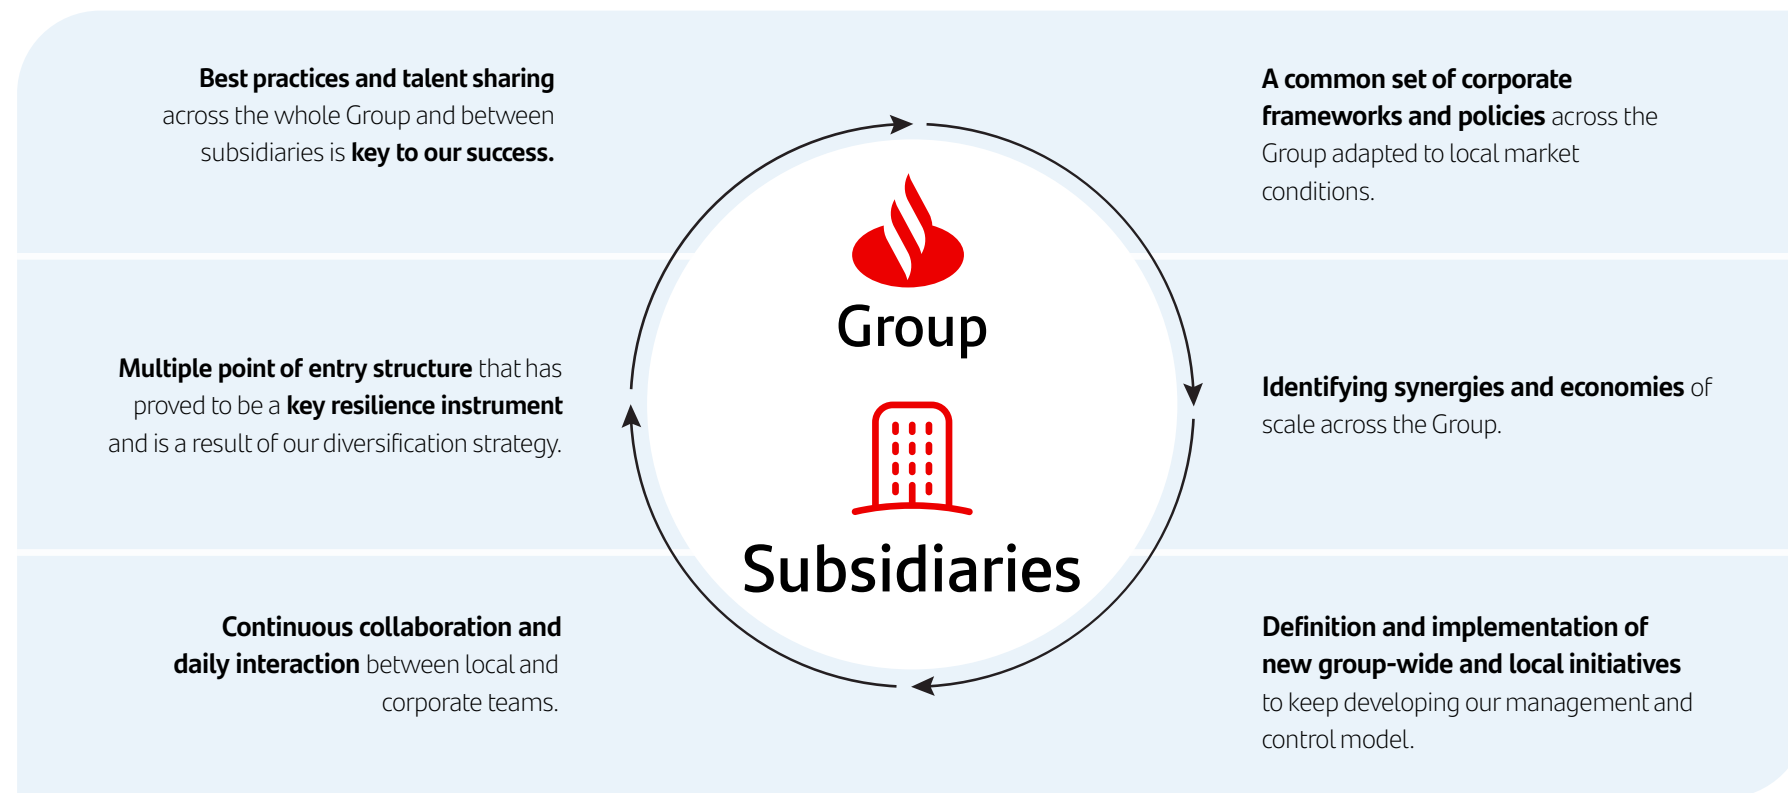 Best practices and talent sharing
across the whole Group and between
subsidiaries is key to our success.
Multiple point of entry structure that has
proved to be a key resilience instrument
and is a result of our diversification strategy.
Continuous collaboration and
daily interaction between local and
corporate teams.
Group
Subsidiaries
A common set of corporate
frameworks and policies across the
Group adapted to local market
conditions.
Identifying synergies and economies of
scale across the Group.
Definition and implementation of
new group-wide and local initiatives
to keep developing our management and
control model.